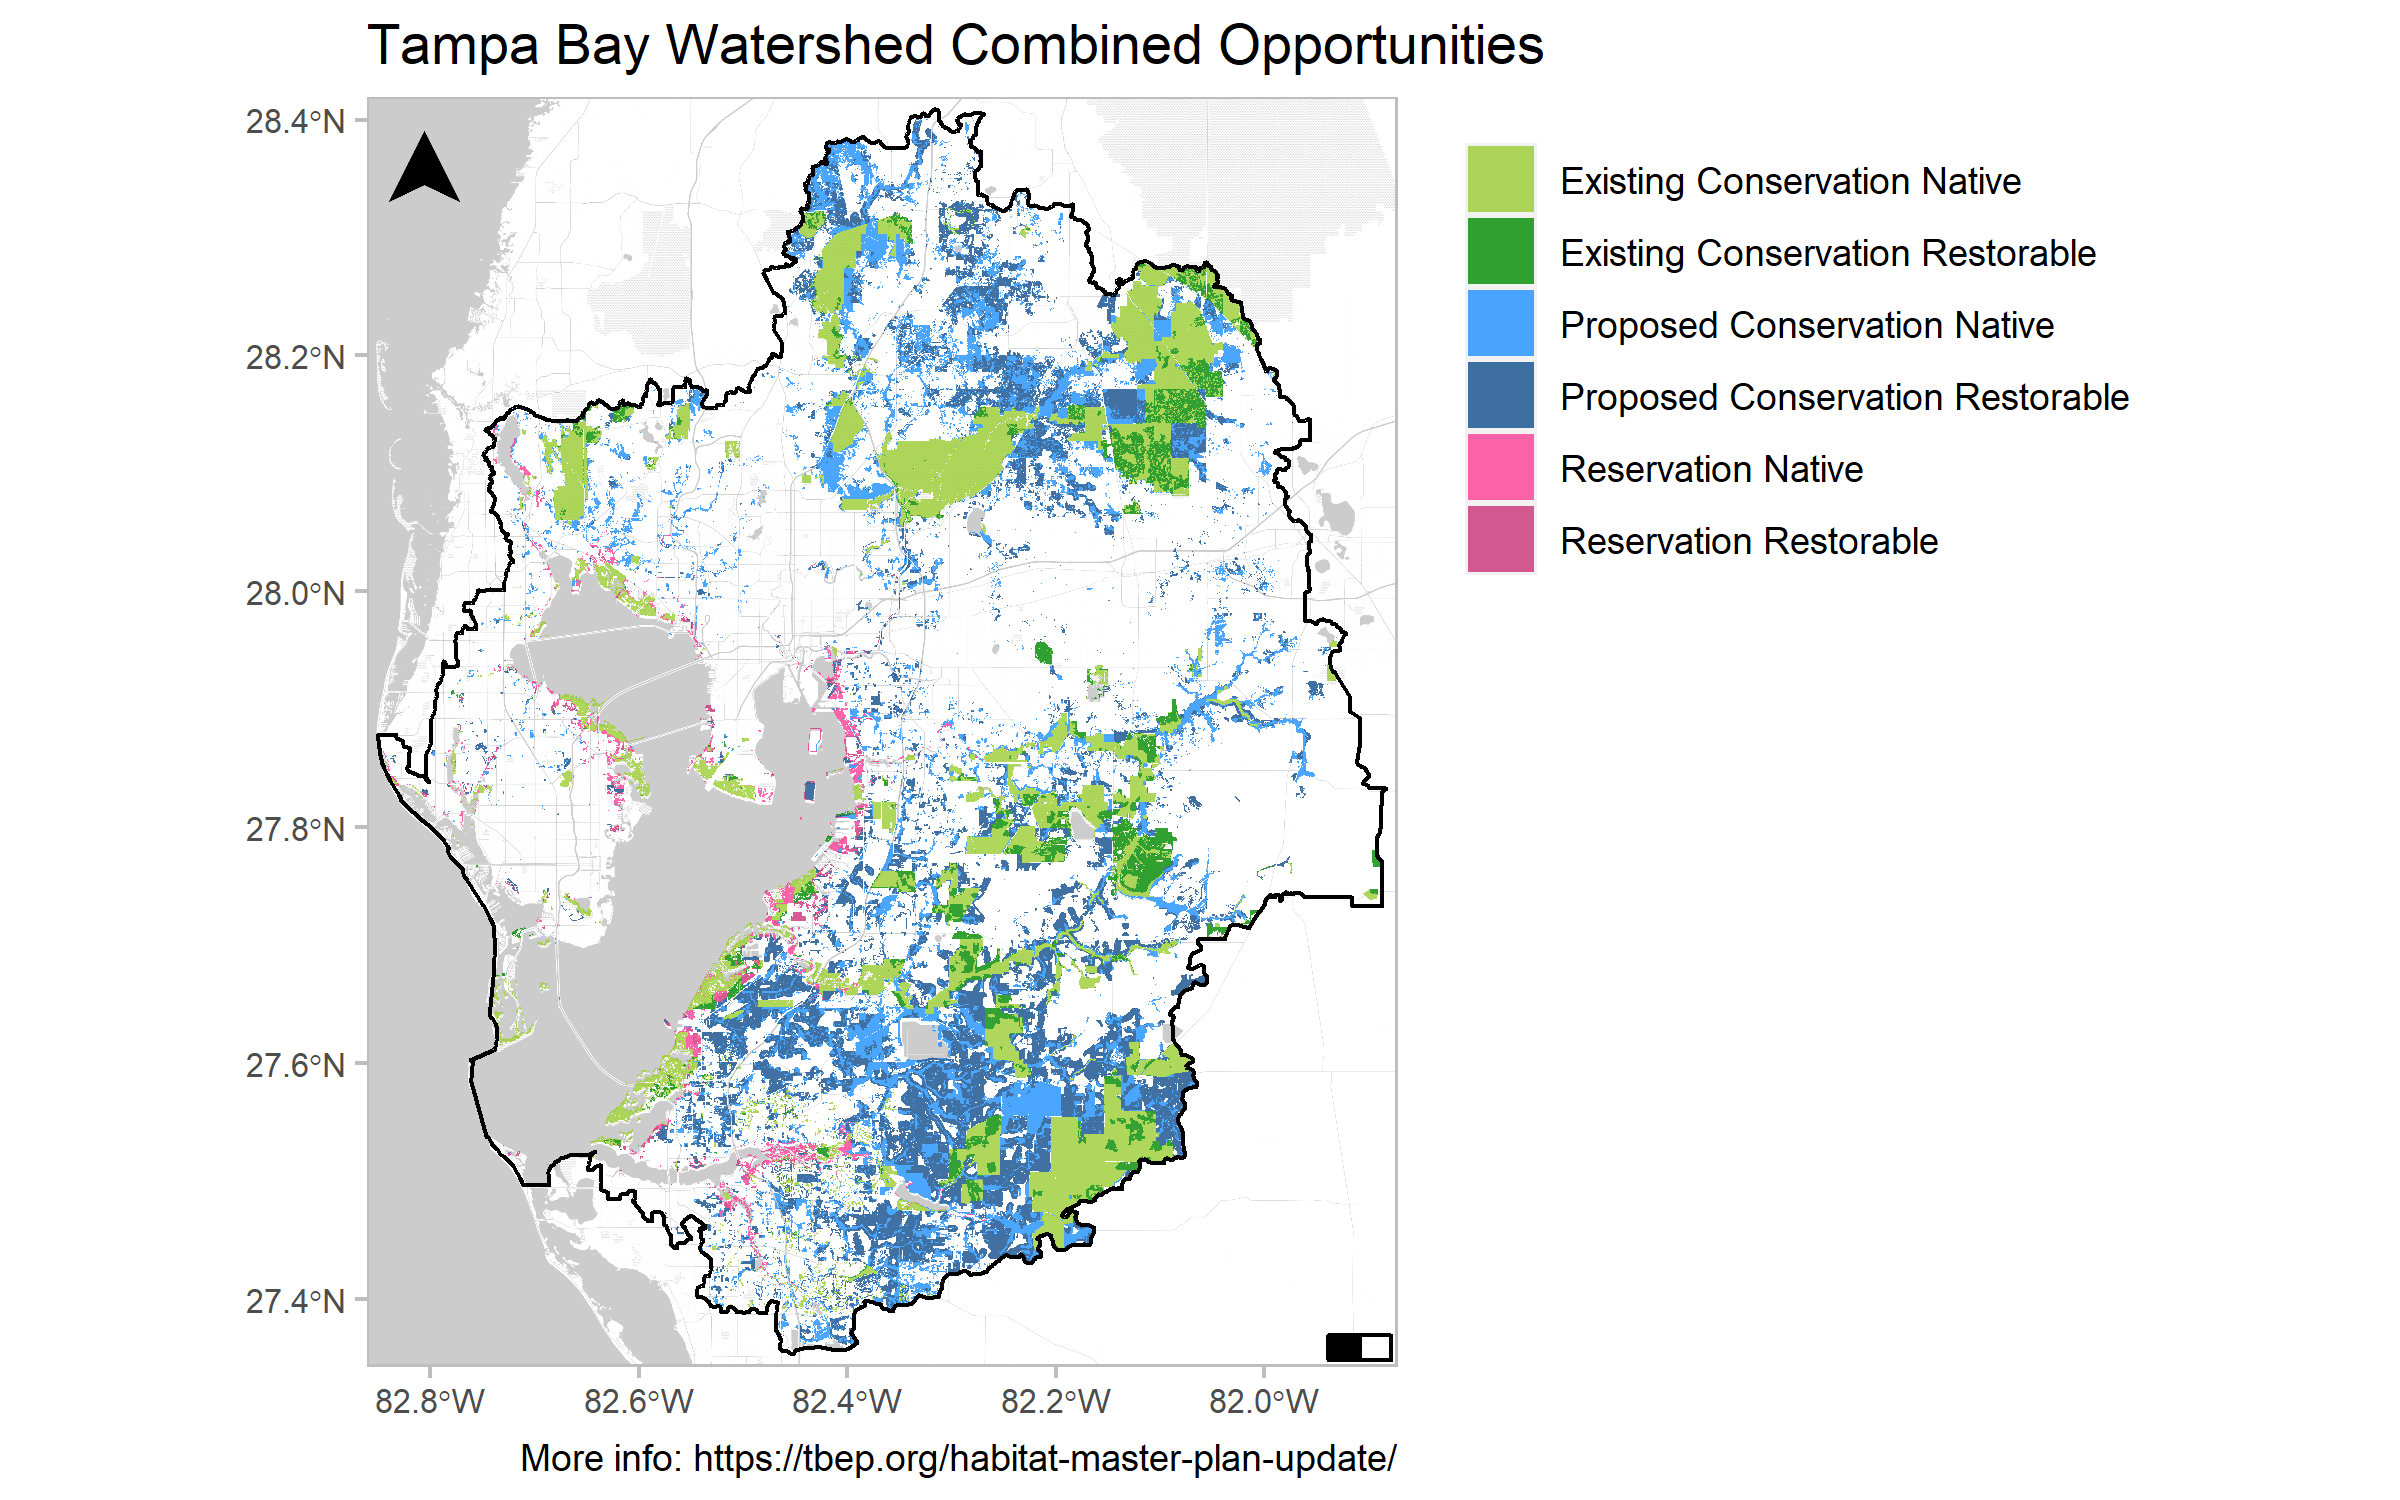 Tampa Bay Watershed Combined Opportunities
28.4°N
28.2°N
28.0°N
27.8°N
27.6°N
27.4°N
82.8°W
82.6°W
82.4°W
82.2°W
82.0°W
Existing Conservation Native
Existing Conservation Restorable
Proposed Conservation Native
Proposed Conservation Restorable
Reservation Native
Reservation Restorable
More info: https://tbep.org/habitat-master-plan-update/